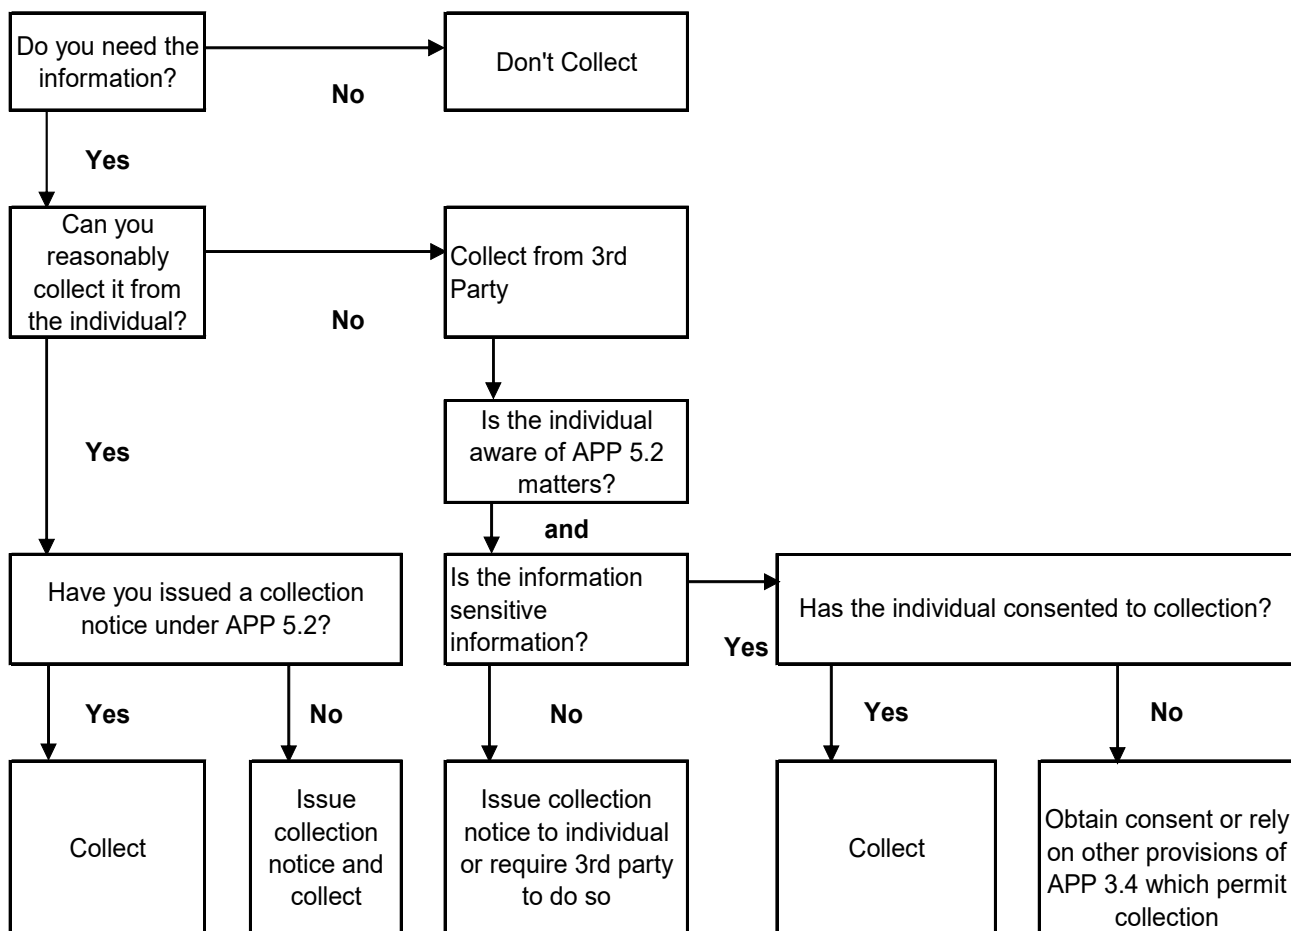 Do you need the
information?
Don't Collect
No
Yes
Can you
reasonably
collect it from
the individual?
Collect from 3rd
Party
No
Yes
Is the individual
aware of APP 5.2
matters?
and
Have you issued a collection
notice under APP 5.2?
Is the information
sensitive
information?
Has the individual consented to collection?
Yes
Yes
No
No
Yes
No
Collect
Issue
collection
notice and
collect
Issue collection
notice to individual
or require 3rd party
to do so
Collect
Obtain consent or rely
on other provisions of
APP 3.4 which permit
collection